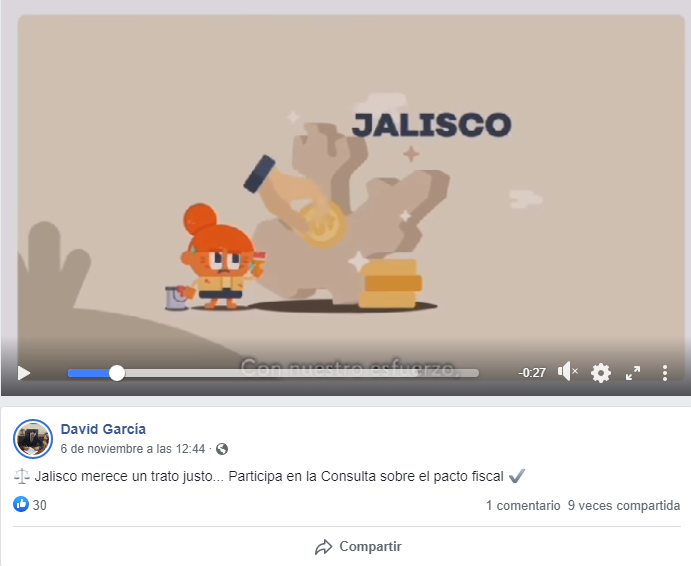 JALISCO
Con nuestro esfuerzo,
-0:27
David García
6 de noviembre a las 12:44 ·
Jalisco merece un trato justo... Participa en la Consulta sobre el pacto fiscal
30
1 comentario 9 veces compartida
Compartir